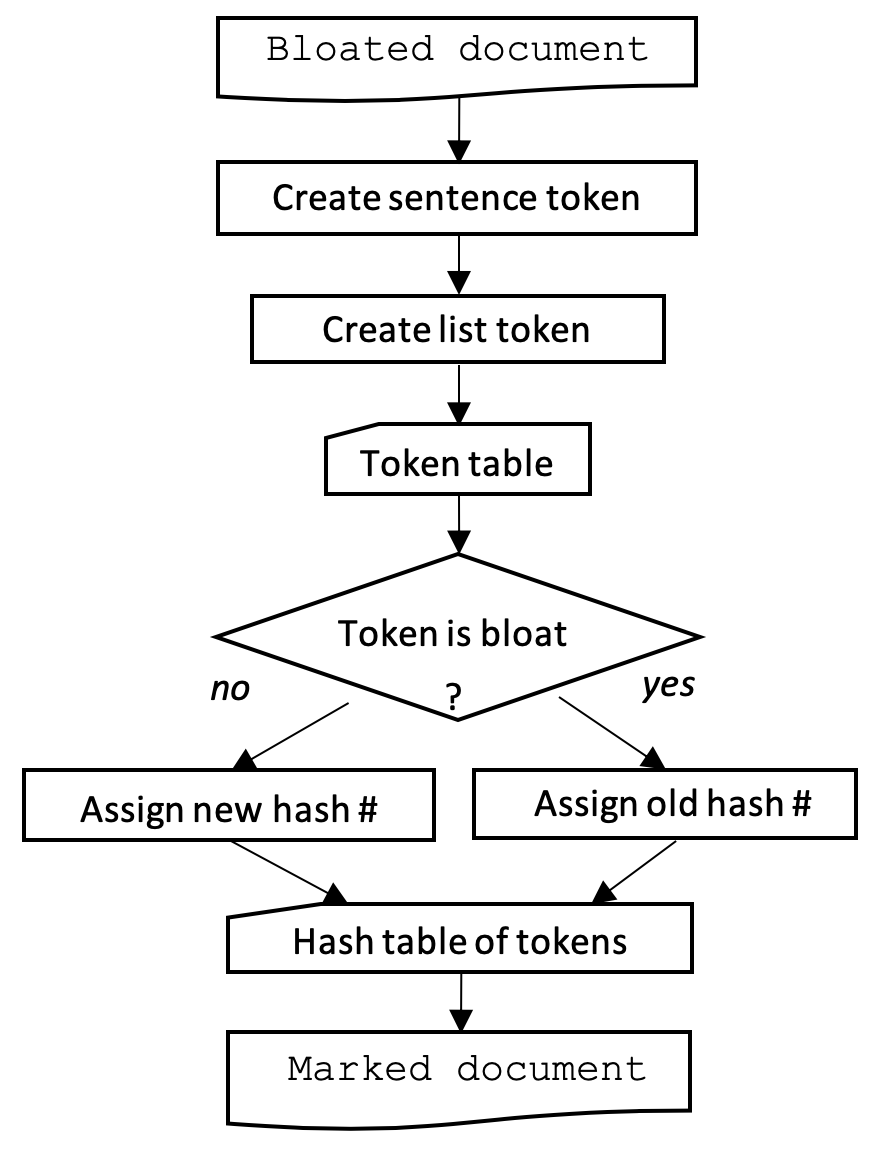 Bloated document
Create sentence token
Create list token
Token table
Token is bloat
?
no
yes
Assign new hash #
Assign old hash #
Hash table of tokens
Marked document